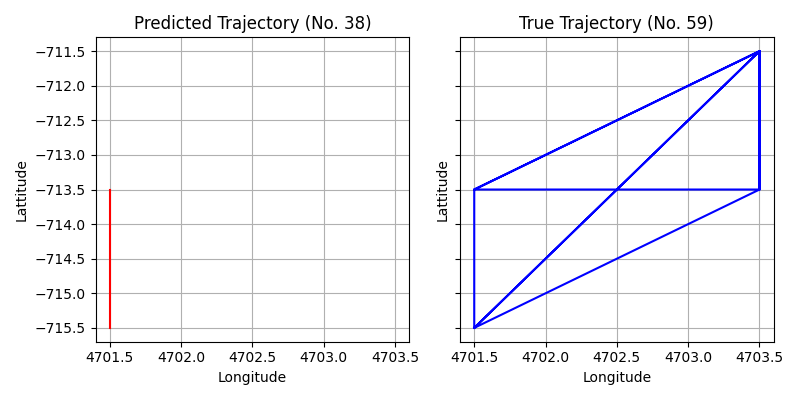 Predicted Trajectory (No. 38)
−711.5
−712.0
−712.5
−713.0
−713.5
−714.0
−714.5
−715.0
−715.5
Lattitude
4701.5 4702.0 4702.5 4703.0 4703.5
Longitude
True Trajectory (No. 59)
Lattitude
4701.5 4702.0 4702.5 4703.0 4703.5
Longitude